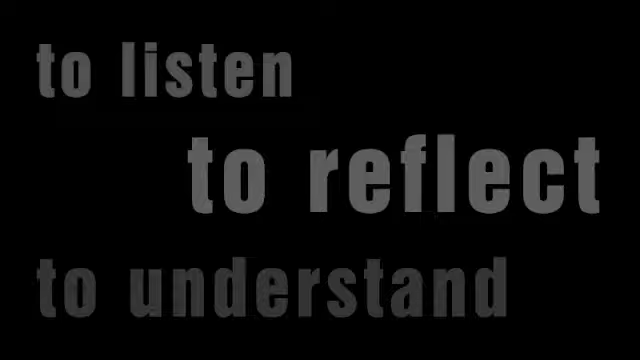 to listen
to reflect
to understand